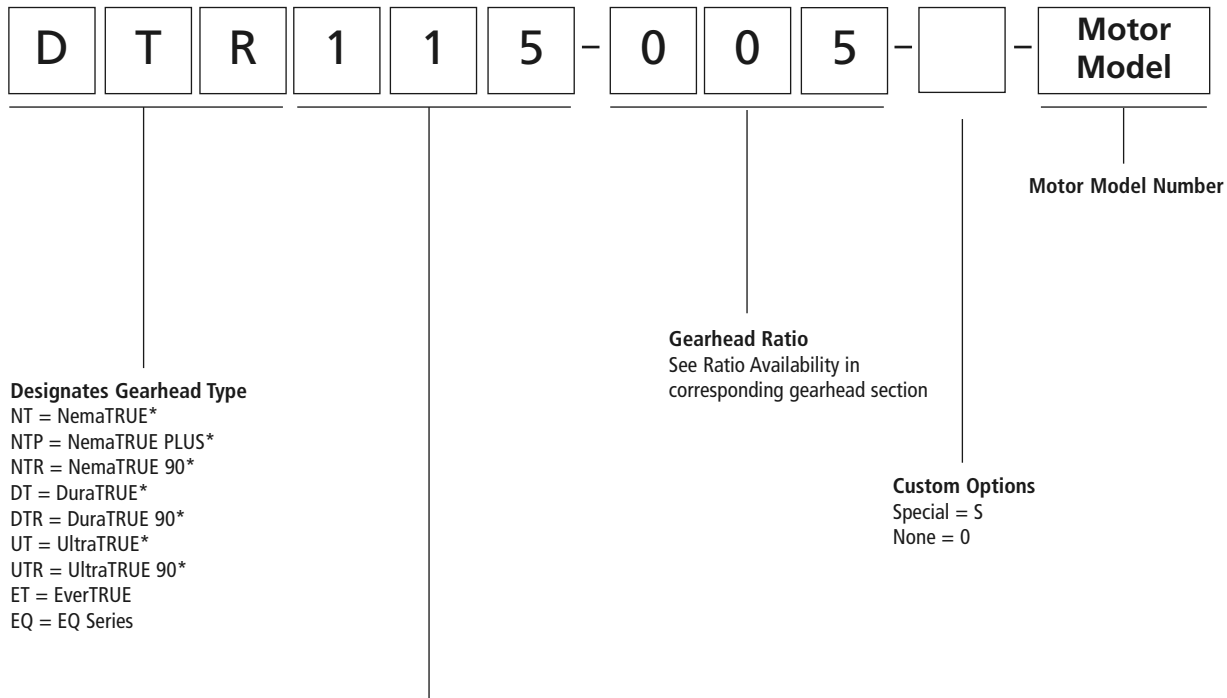 D T R 1 1 5 – 0 0 5 – – Motor Model
Motor Model Number
Gearhead Ratio
See Ratio Availability in
corresponding gearhead section
Designates Gearhead Type
NT = NemaTRUE*
NTP = NemaTRUE PLUS*
NTR = NemaTRUE 90*
DT = DuraTRUE*
DTR = DuraTRUE 90*
UT = UltraTRUE*
UTR = UltraTRUE 90*
ET = EverTRUE
EQ = EQ Series
Custom Options
Special = S
None = 0